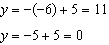 y = −(−6) + 5 = 11
y = −5 + 5 = 0